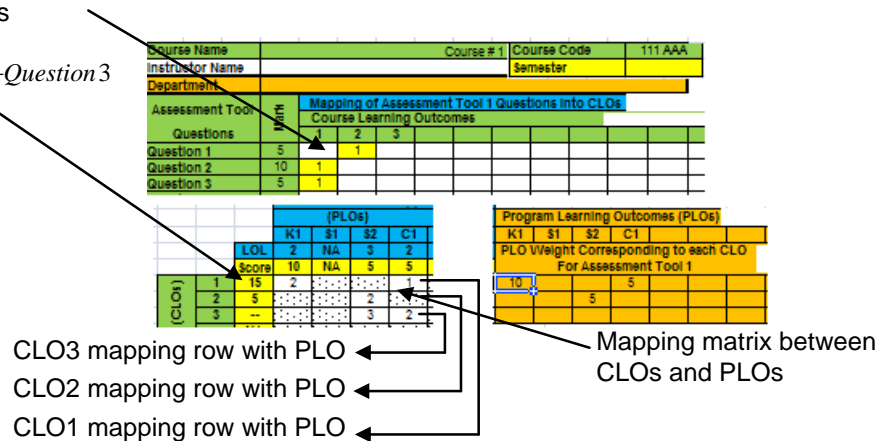 s
-Question3
Course Name Course # 1 Course Code 111 AAA
Instructor Name Semester
Department
Assessment Tool Mark Mapping of Assessment Tool 1 Questions into CLOs
Course Learning Outcomes
Questions 1 2 3
Question 1 5 1
Question 2 10 1
Question 3 5 1
(PLOs)
K1 S1 S2 C1
LOL 2 NA 3 2
Score 10 NA 5 5
(CLOs)
1 15 2 1
2 5 2
3 -- 3 2
Program Learning Outcomes (PLOs)
K1 S1 S2 C1
PLO Weight Corresponding to each CLO
For Assessment Tool 1
10 5
5
Mapping matrix between
CLOs and PLOs
CLO3 mapping row with PLO
CLO2 mapping row with PLO
CLO1 mapping row with PLO